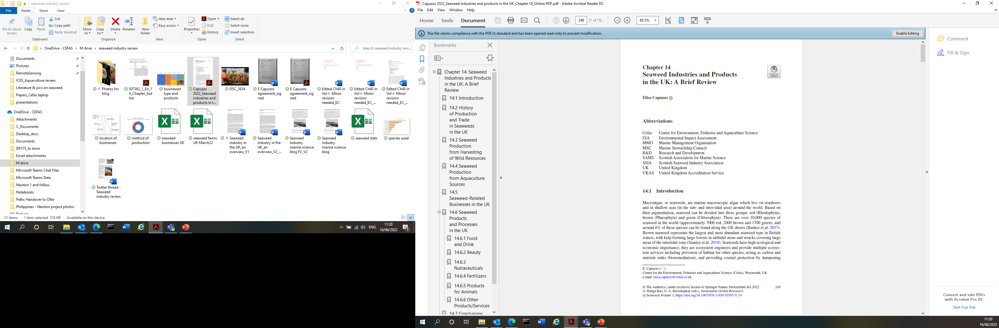 seaweed industry review
File
Home
Share
View
Pin to Quick
access
Copy
Paste
Cut
Copy path
Paste shortcut
Clipboard
Move
to
Copy
to
Delete
Rename
Organize
New
folder
New item
Easy access
New
Properties
Open
Edit
History
Open
Select all
Select none
Invert selection
Select
OneDrive - CEFAS > M drive > seaweed industry review
Search seaweed industry revi...
Documents
Pictures
RemoteSensing
ICES_Aquaculture review
Literature & pics on seaweed
Papers_Cefas laptop
presentations
OneDrive - CEFAS
Attachments
C_Documents
Desktop_docs
Documents
DP375_to store
Email attachments
M drive
Microsoft Teams Chat Files
Microsoft Teams Data
Newton 1 and follow
Notebooks
Peltic Handover to Ollie
Philippines - Newton project photos
Pictures
Photos for
blog
507362_1_En_1
4_Chapter_Aut
hor
businesses
type and
products
Capuzzo
2022_Seaweed
industries and
products in t...
DSC_3634
E Capuzzo
agreement_sig
ned
E Capuzzo
agreement_sig
ned
Edited Ch40 in
Vol-I- Minor
revision
needed_EC
Edited Ch40 in
Vol-I- Minor
revision
needed_EC_...
Edited Ch40 in
Vol-I- Minor
revision
needed_EC_...
location of
businesses
method of
production
seaweed
businesses UK
seaweed farms
UK March22
Seaweed
industry in
the UK_an
overview_V1
Seaweed
industry in the
UK_an
overview_V2_...
Seaweed
industry
marine science
blog FV_V2
Seaweed
industry
marine science
blog
seaweed stats
species used
Twitter thread -
Seaweed
industry review
21 items
1 item selected 374 KB
Available on this device
ENG
11:20
16/06/2022
3
Capuzzo 2022_Seaweed industries and products in the UK_Chapter 14_Online PDF.pdf - Adobe Acrobat Reader DC
File Edit View Window Help
Home
Tools
Document
249
(1 of 15)
89.5%
This file claims compliance with the PDF/A standard and has been opened read-only to prevent modification.
Enable Editing
Bookmarks
Chapter 14: Seaweed
Industries and Products
in the UK: A Brief
Review
14.1 Introduction
14.2 History
of Production
and Trade
in Seaweeds
in the UK
14.3 Seaweed
Production
from Harvesting
of Wild Resources
14.4 Seaweed
Production
from Aquaculture
Sources
14.5
Seaweed-Related
Businesses in the UK
14.6 Seaweed
Products
and Processes
in the UK
14.6.1 Food
and Drink
14.6.2 Beauty
14.6.3
Nutraceuticals
14.6.4 Fertilizers
14.6.5 Products
for Animals
14.6.6 Other
Products/Services
14.7 Conclusions
Chapter 14
Seaweed Industries and Products
in the UK: A Brief Review
Check for
updates
Elisa Capuzzo
Abbreviations
Cefas Centre for Environment, Fisheries and Aquaculture Science
EIA Environmental Impact Assessment
MMO Marine Management Organisation
MSC Marine Stewardship Council
R&D Research and Development
SAMS Scottish Association for Marine Science
SSIA Scottish Seaweed Industry Association
UK United Kingdom
UKAS United Kingdom Accreditation Service
14.1 Introduction
Macroalgae, or seaweeds, are marine macroscopic algae which live on seashores
and in shallow seas (in the sub- and inter-tidal area) around the world. Based on
their pigmentation, seaweed can be divided into three groups: red (Rhodophyta),
brown (Phaeophyta) and green (Chlorophyta). There are over 10,000 species of
seaweed in the world (approximately 7000 red, 2000 brown and 1700 green), and
around 6% of these species can be found along the UK shores (Bunker et al. 2017).
Brown seaweed represents the largest and most abundant seaweed type in British
waters, with kelp forming large forests in subtidal areas and wracks covering large
areas of the intertidal zone (Stanley et al. 2019). Seaweeds have high ecological and
economic importance; they are ecosystem engineers and provide multiple ecosys-
tem services including provision of habitat for other species, acting as carbon and
nutrient sinks (bioremediation), and providing coastal protection by dampening
E. Capuzzo (✉)
Centre for the Environment, Fisheries and Aquaculture Science (Cefas), Weymouth, UK
e-mail: elisa.capuzzo@cefas.co.uk
© The Author(s), under exclusive license to Springer Nature Switzerland AG 2022 249
A. Ranga Rao, G. A. Ravishankar (eds.), Sustainable Global Resources
of Seaweeds Volume 1, https://doi.org/10.1007/978-3-030-91955-9_14
Comment
Fill & Sign
Convert and edit PDFs
with Acrobat Pro DC
Start Free Trial
11:20
16/06/2022